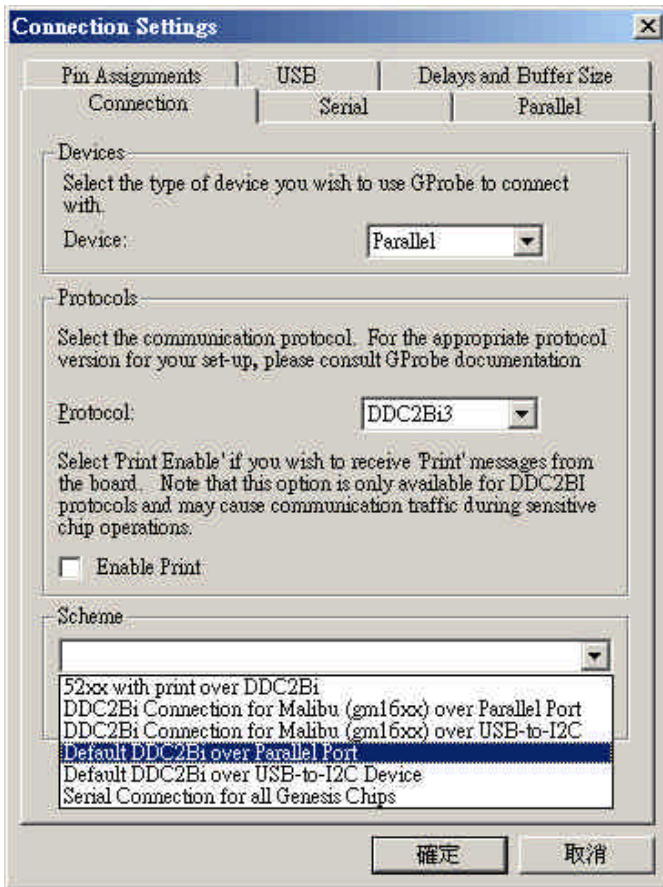 Connection Settings
Pin Assignments
USB
Delays and Buffer Size
Connection
Serial
Parallel
Devices
Select the type of device you wish to use GProbe to connect
with.
Device:
Parallel
Protocols
Select the communication protocol. For the appropriate protocol
version for your set-up, please consult GProbe documentation
Protocol:
DDC2Bi3
Select 'Print Enable' if you wish to receive 'Print' messages from
the board. Note that this option is only available for DDC2BI
protocols and may cause communication traffic during sensitive
chip operations.
Enable Print
Scheme
52xx with print over DDC2Bi
DDC2Bi Connection for Malibu (gm16xx) over Parallel Port
DDC2Bi Connection for Malibu (gm16xx) over USB-to-I2C
Default DDC2Bi over Parallel Port
Default DDC2Bi over USB-to-I2C Device
Serial Connection for all Genesis Chips
確定
取消